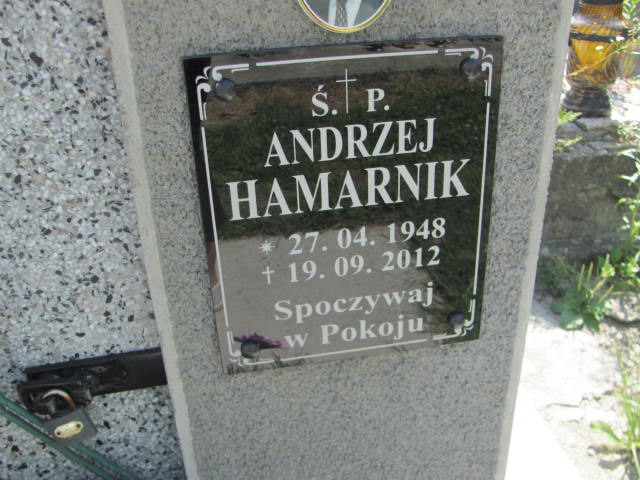 Ś. † P.
ANDRZEJ
HAMARNIK
* 27. 04. 1948
† 19. 09. 2012
Spoczywaj
w Pokoju